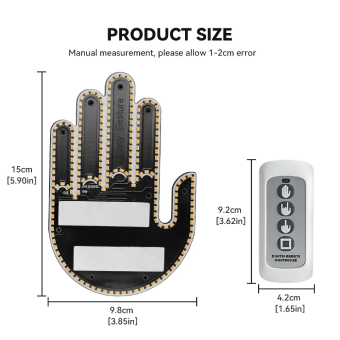 PRODUCT SIZE
Manual measurement, please allow 1-2cm error
15cm
[5.90in]
9.2cm
[3.62in]
9.8cm
[3.85in]
4.2cm
[1.65in]
Gesture